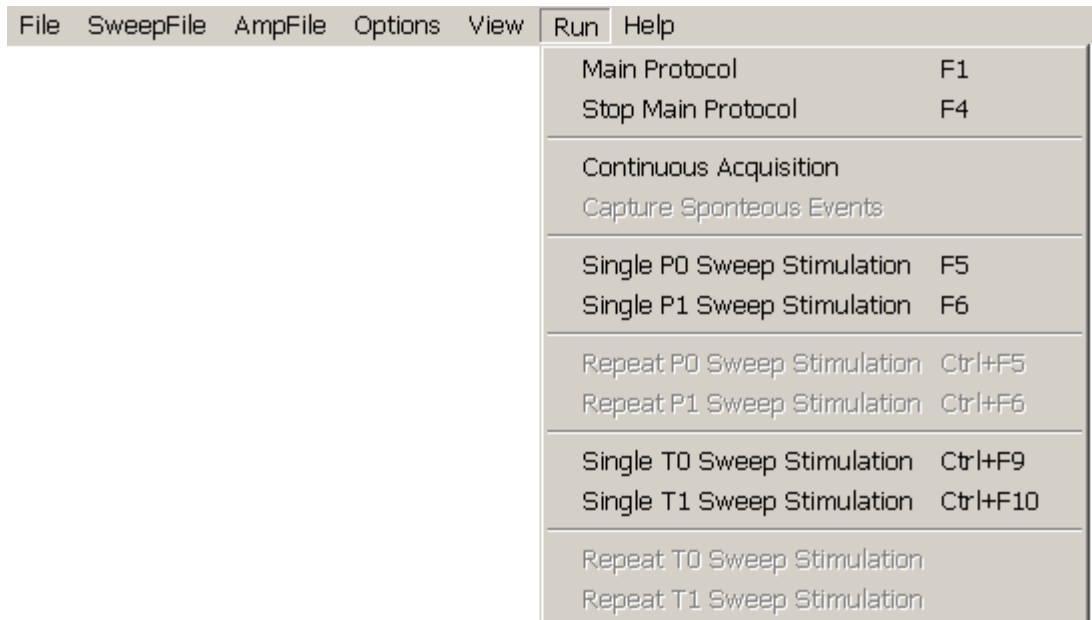 File SweepFile AmpFile Options View Run Help
Main Protocol F1
Stop Main Protocol F4
Continuous Acquisition
Capture Sponteous Events
Single P0 Sweep Stimulation F5
Single P1 Sweep Stimulation F6
Repeat P0 Sweep Stimulation Ctrl+F5
Repeat P1 Sweep Stimulation Ctrl+F6
Single T0 Sweep Stimulation Ctrl+F9
Single T1 Sweep Stimulation Ctrl+F10
Repeat T0 Sweep Stimulation
Repeat T1 Sweep Stimulation